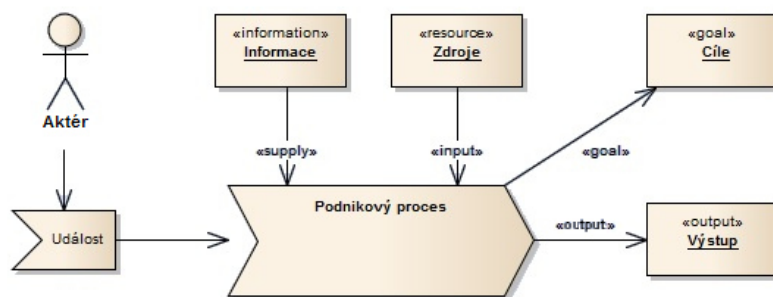 «information»
Informace
«resource»
Zdroje
«goal»
Cíle
Aktér
«supply»
«input»
«goal»
Podnikový proces
Událost
«output»
«output»
Výstup